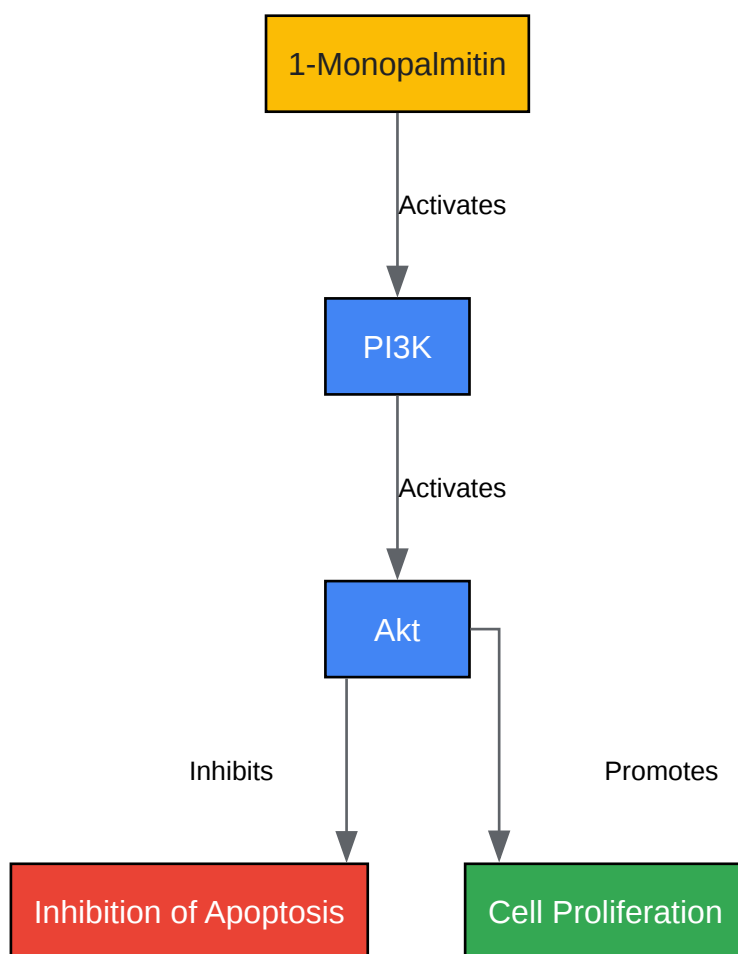 1-Monopalmitin
Activates
PI3K
Activates
Akt
Inhibits
Promotes
Inhibition of Apoptosis
Cell Proliferation